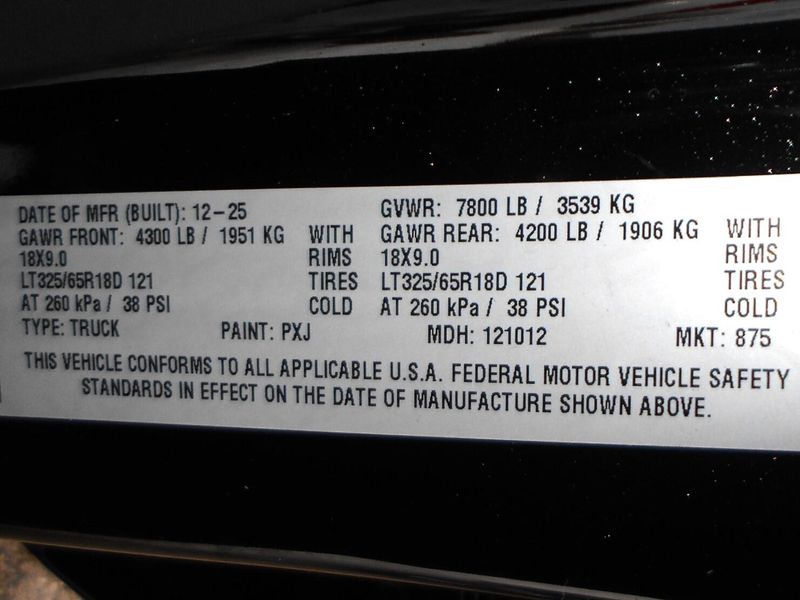 DATE OF MFR (BUILT): 12-25 GVWR: 7800 LB / 3539 KG
GAWR FRONT: 4300 LB / 1951 KG WITH GAWR REAR: 4200 LB / 1906 KG WITH
18X9.0 RIMS 18X9.0 RIMS
LT325/65R18D 121 TIRES LT325/65R18D 121 TIRES
AT 260 kPa / 38 PSI COLD AT 260 kPa / 38 PSI COLD
TYPE: TRUCK PAINT: PXJ MDH: 121012 MKT: 875
THIS VEHICLE CONFORMS TO ALL APPLICABLE U.S.A. FEDERAL MOTOR VEHICLE SAFETY
STANDARDS IN EFFECT ON THE DATE OF MANUFACTURE SHOWN ABOVE.